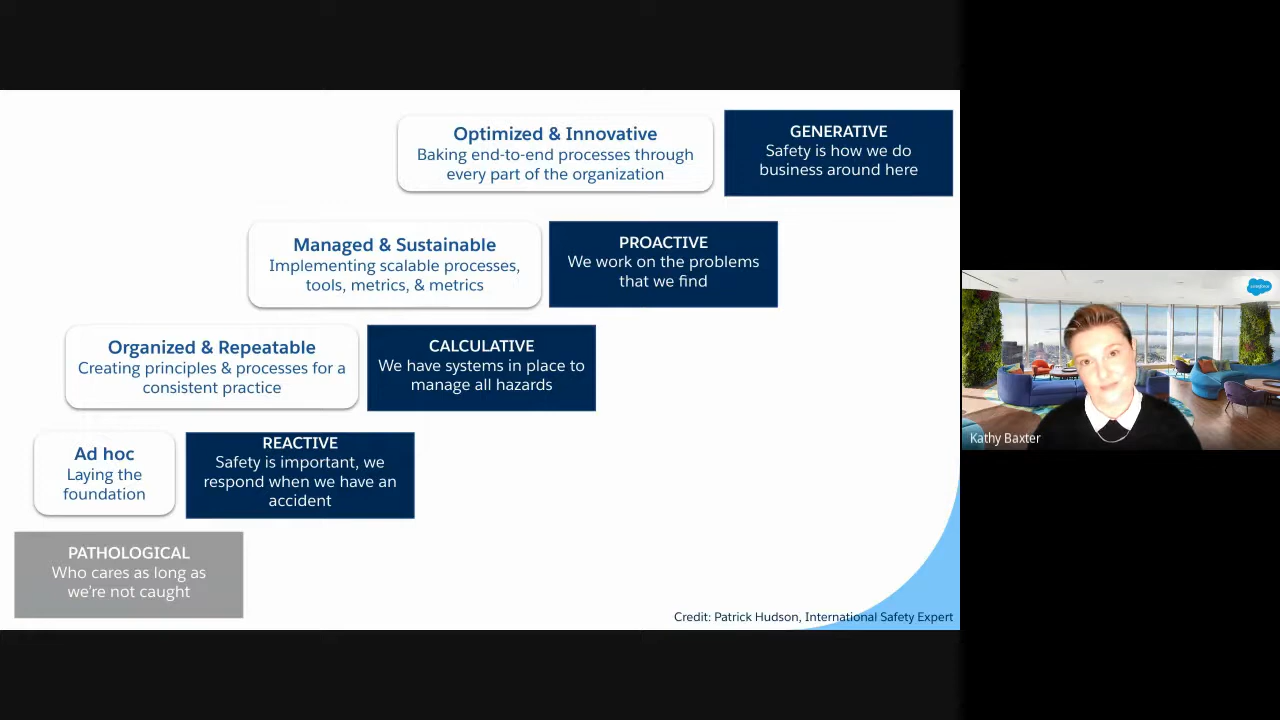 Optimized & Innovative
Baking end-to-end processes through
every part of the organization
GENERATIVE
Safety is how we do
business around here
Managed & Sustainable
Implementing scalable processes,
tools, metrics, & metrics
PROACTIVE
We work on the problems
that we find
Organized & Repeatable
Creating principles & processes for a
consistent practice
CALCULATIVE
We have systems in place to
manage all hazards
Ad hoc
Laying the
foundation
REACTIVE
Safety is important, we
respond when we have an
accident
PATHOLOGICAL
Who cares as long as
we're not caught
Credit: Patrick Hudson, International Safety Expert
salesforce
Kathy Baxter